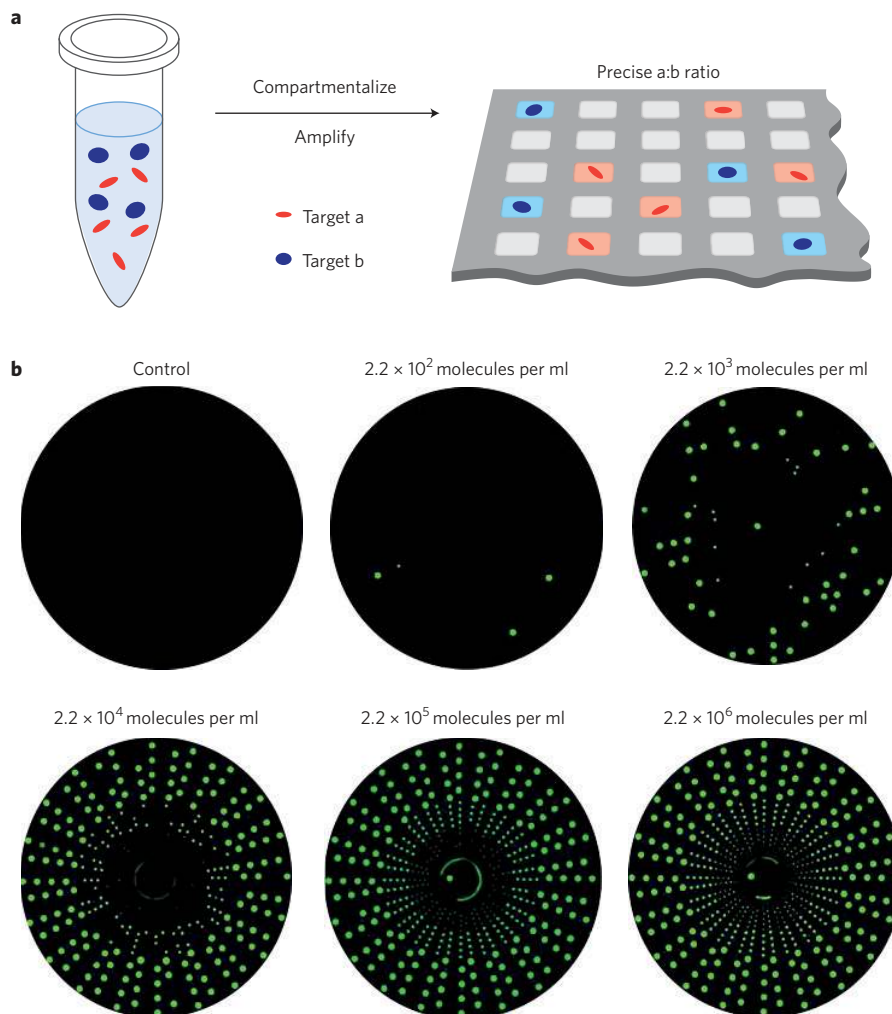 a
Compartmentalize
Amplify
Target a
Target b
Precise a:b ratio
b
Control
2.2 × 10² molecules per ml
2.2 × 10³ molecules per ml
2.2 × 10⁴ molecules per ml
2.2 × 10⁵ molecules per ml
2.2 × 10⁶ molecules per ml